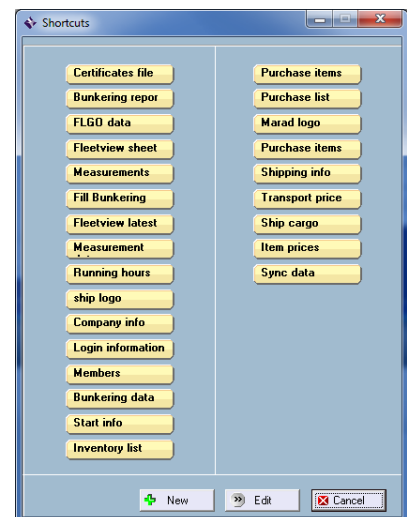 Shortcuts
Certificates file
Bunkering repor
FLGO data
Fleetview sheet
Measurements
Fill Bunkering
Fleetview latest
Measurement
Running hours
ship logo
Company info
Login information
Members
Bunkering data
Start info
Inventory list
Purchase items
Purchase list
Marad logo
Purchase items
Shipping info
Transport price
Ship cargo
Item prices
Sync data
New
Edit
Cancel